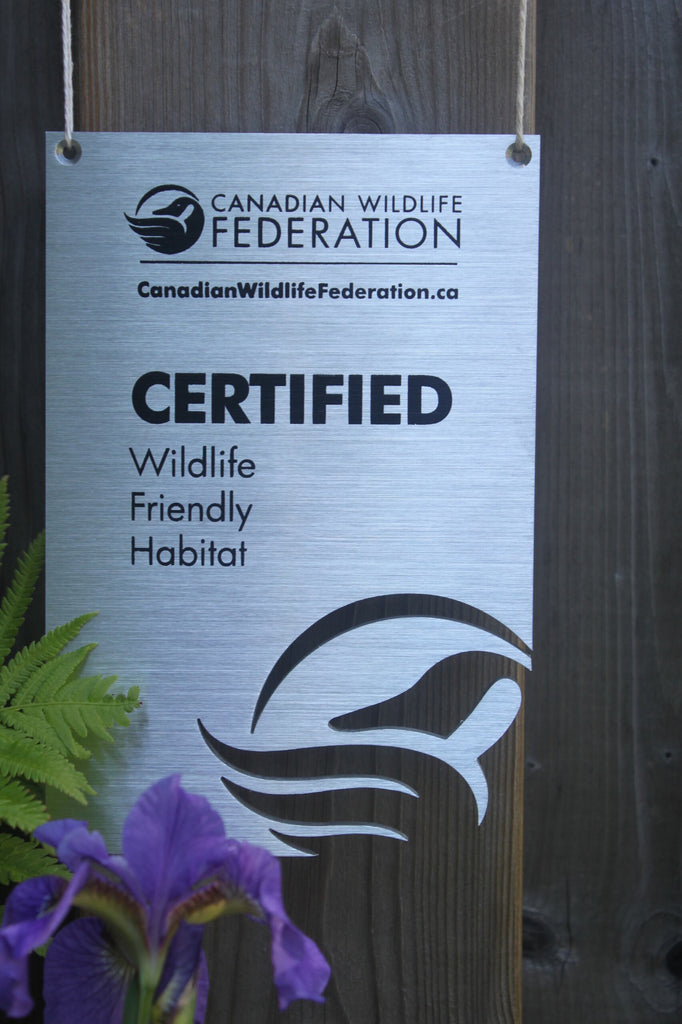 CANADIAN WILDLIFE
FEDERATION
CanadianWildlifeFederation.ca
CERTIFIED
Wildlife
Friendly
Habitat